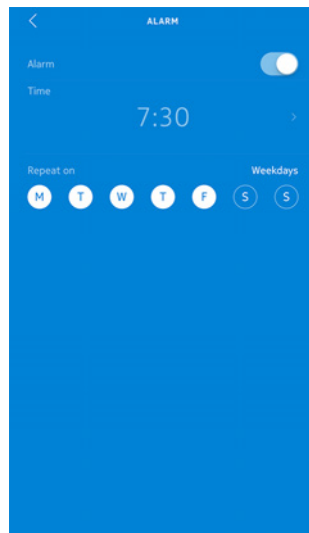 ALARM
Alarm
Time
7:30
Repeat on Weekdays
M T W T F S S